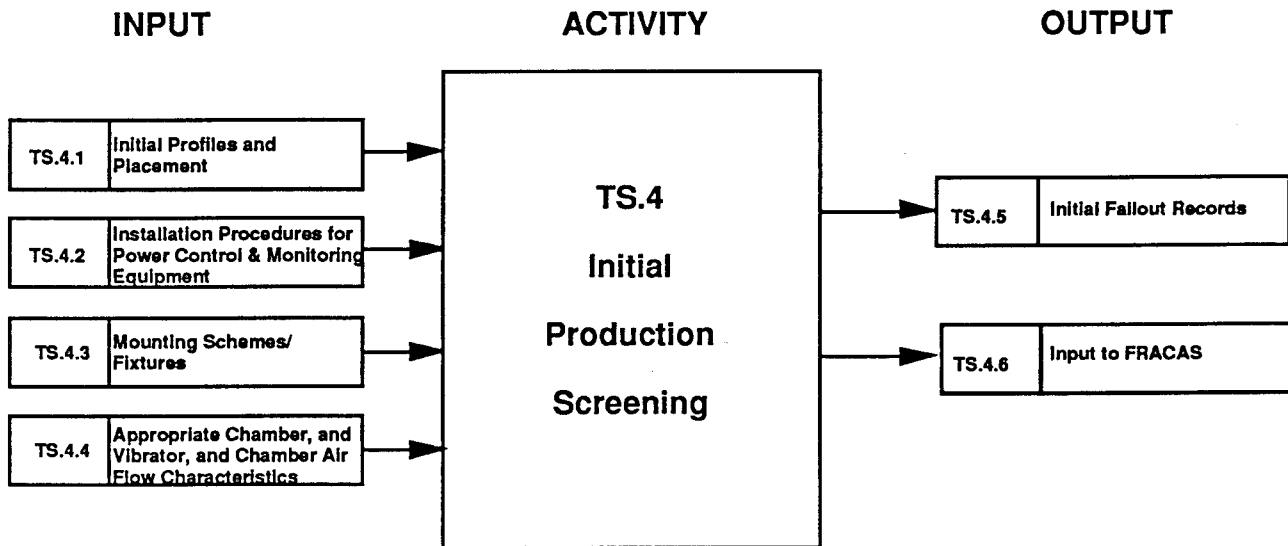 INPUT
ACTIVITY
OUTPUT
TS.4.1
Initial Profiles and
Placement
TS.4.2
Installation Procedures for
Power Control & Monitoring
Equipment
TS.4.3
Mounting Schemes/
Fixtures
TS.4.4
Appropriate Chamber, and
Vibrator, and Chamber Air
Flow Characteristics
TS.4
Initial
Production
Screening
TS.4.5
Initial Fallout Records
TS.4.6
Input to FRACAS